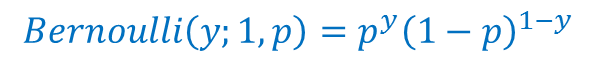 Bernoulli(y; 1, p) = p^y(1 − p)^{1−y}